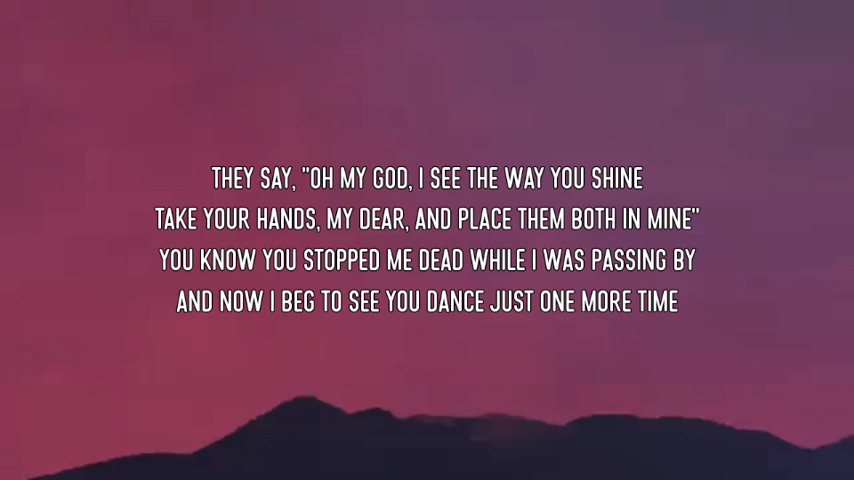 THEY SAY, "OH MY GOD, I SEE THE WAY YOU SHINE
TAKE YOUR HANDS, MY DEAR, AND PLACE THEM BOTH IN MINE"
YOU KNOW YOU STOPPED ME DEAD WHILE I WAS PASSING BY
AND NOW I BEG TO SEE YOU DANCE JUST ONE MORE TIME